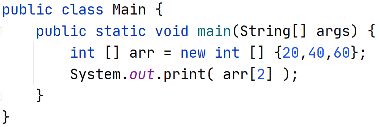 public class Main {
    public static void main(String[] args) {
        int [] arr = new int [] {20,40,60};
        System.out.print( arr[2] );
    }
}